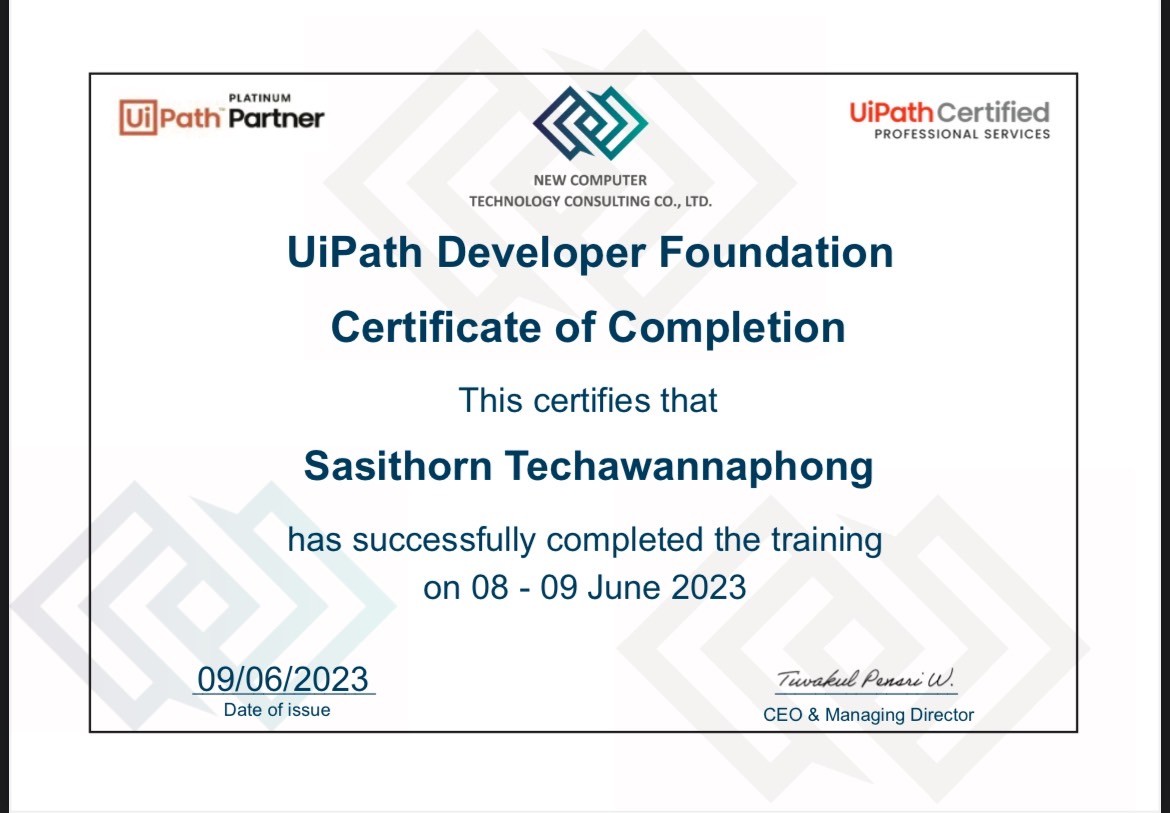 PLATINUM
UiPath™ Partner
UiPath Certified
PROFESSIONAL SERVICES
NEW COMPUTER
TECHNOLOGY CONSULTING CO., LTD.
UiPath Developer Foundation
Certificate of Completion
This certifies that
Sasithorn Techawannaphong
has successfully completed the training
on 08 - 09 June 2023
09/06/2023
Date of issue
Tiwakul Pensri W.
CEO & Managing Director